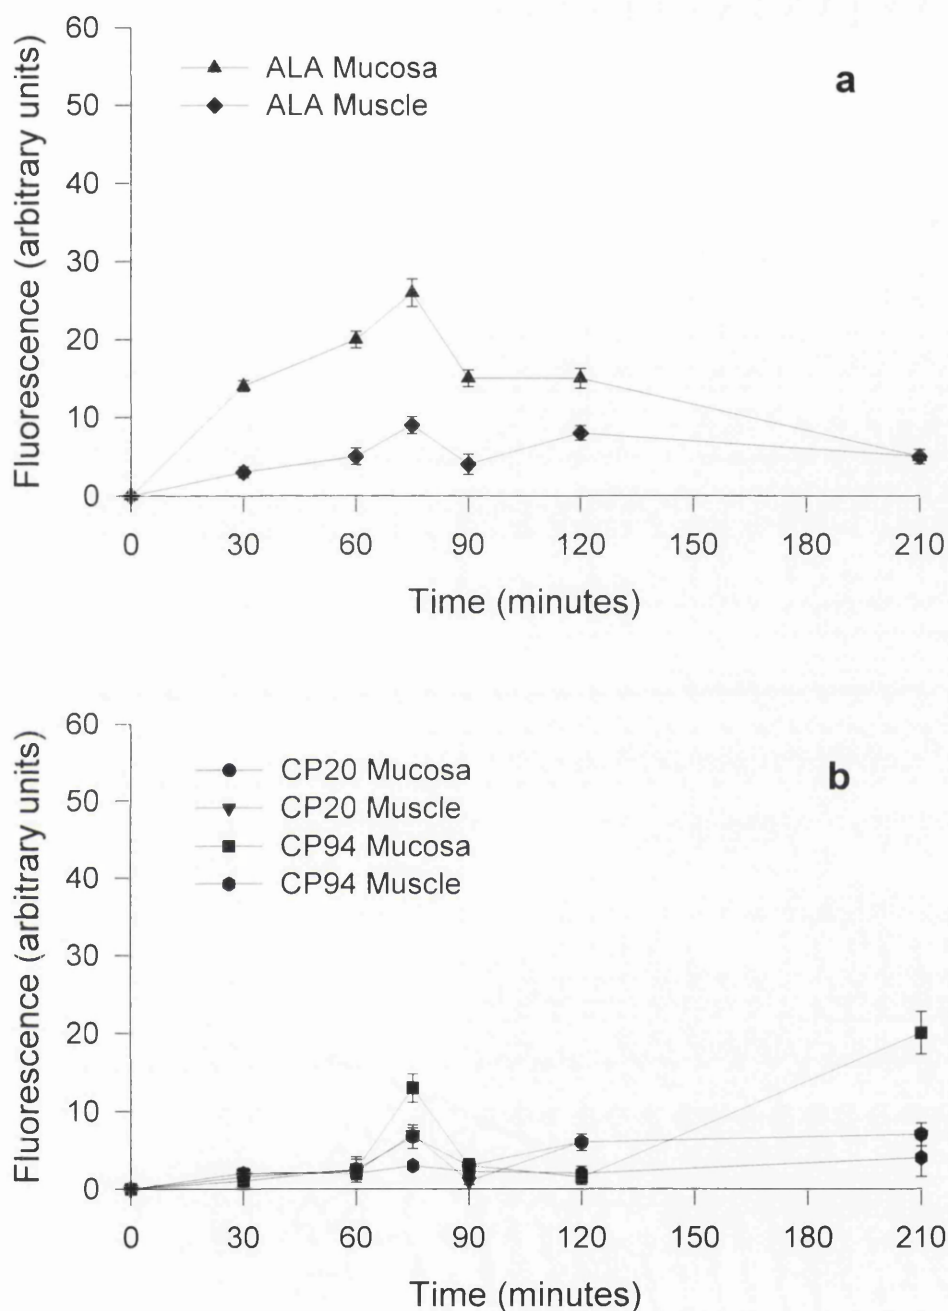 60
50
40
30
20
10
0
Fluorescence (arbitrary units)
ALA Mucosa
ALA Muscle
a
0 30 60 90 120 150 180 210
Time (minutes)
60
50
40
30
20
10
0
Fluorescence (arbitrary units)
CP20 Mucosa
CP20 Muscle
CP94 Mucosa
CP94 Muscle
b
0 30 60 90 120 150 180 210
Time (minutes)